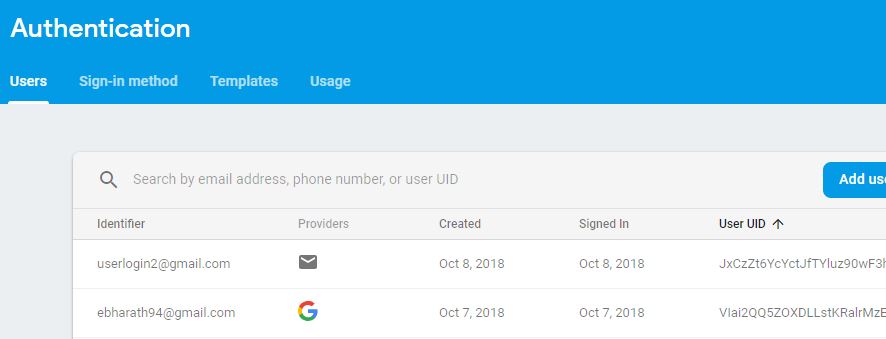 Authentication
Users Sign-in method Templates Usage
Search by email address, phone number, or user UID Add use
Identifier Providers Created Signed In User UID
userlogin2@gmail.com Oct 8, 2018 Oct 8, 2018 JxCzZt6YcYctJfTYluz90wF3h
ebharath94@gmail.com Oct 7, 2018 Oct 7, 2018 VIai2QQ5ZOXDLLstKRalrMzE